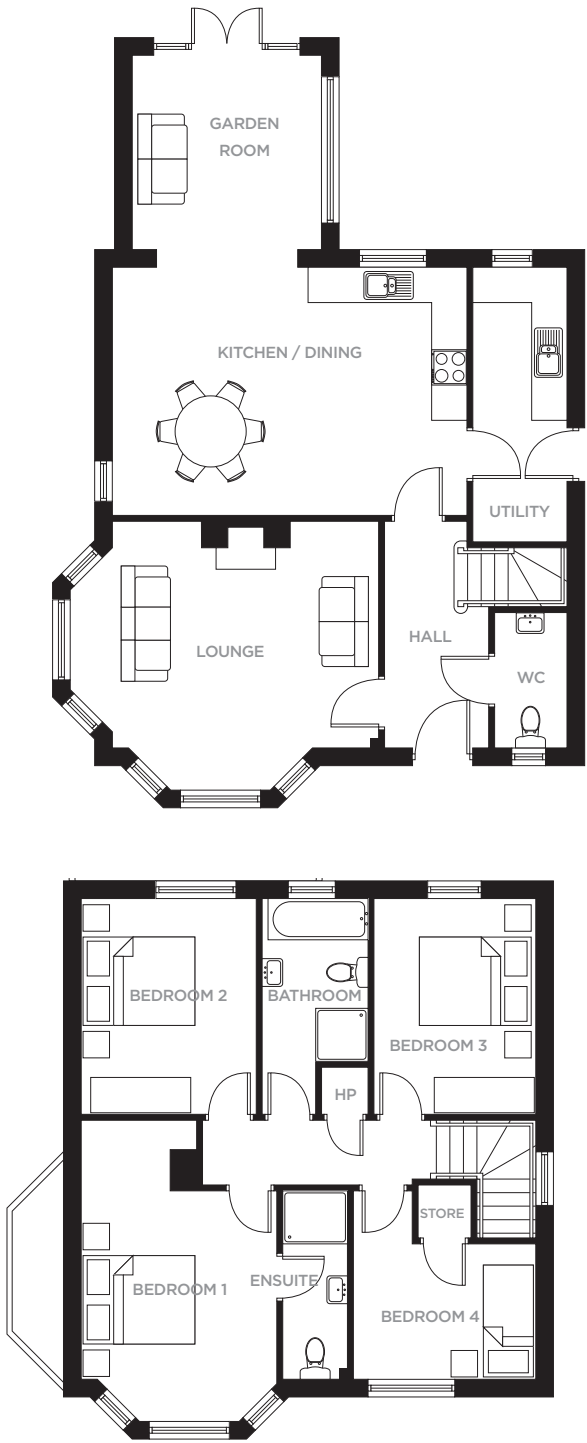 GARDEN
ROOM
KITCHEN / DINING
UTILITY
HALL
LOUNGE
WC
BEDROOM 2
BATHROOM
BEDROOM 3
HP
STORE
ENSUITE
BEDROOM 1
BEDROOM 4